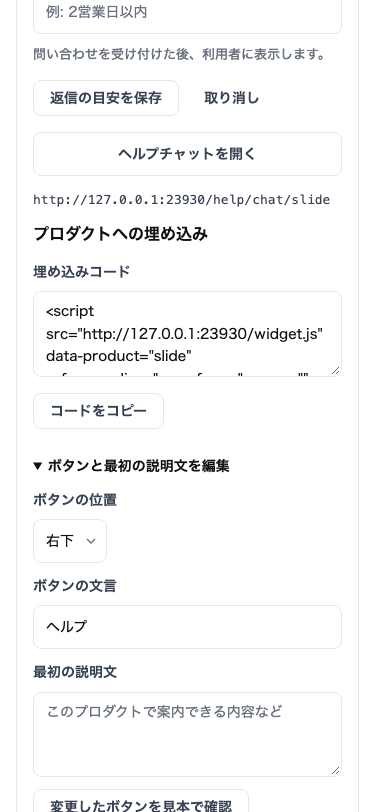 例: 2営業日以内
問い合わせを受け付けた後、利用者に表示します。
返信の目安を保存 取り消し
ヘルプチャットを開く
http://127.0.0.1:23930/help/chat/slide
プロダクトへの埋め込み
埋め込みコード
<script
src="http://127.0.0.1:23930/widget.js"
data-product="slide"
コードをコピー
▼ ボタンと最初の説明文を編集
ボタンの位置
右下
ボタンの文言
ヘルプ
最初の説明文
このプロダクトで案内できる内容など
変更したボタンを見本で確認